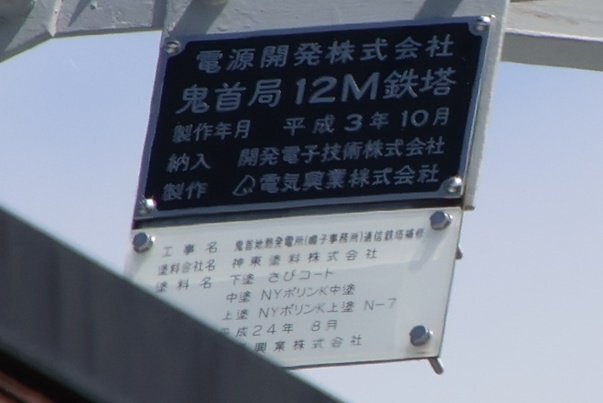 電源開発株式会社
鬼首局12M鉄塔
製作年月 平成3年10月
納入 開発電子技術株式会社
製作 電気興業株式会社
工事名 鬼首地熱発電所(鳴子事務所)通信鉄塔補修
塗料会社名 神東塗料株式会社
塗料名 下塗 さびコート
中塗 NYポリンK中塗
上塗 NYポリンK上塗 N-7
成24年 8月
興業株式会社